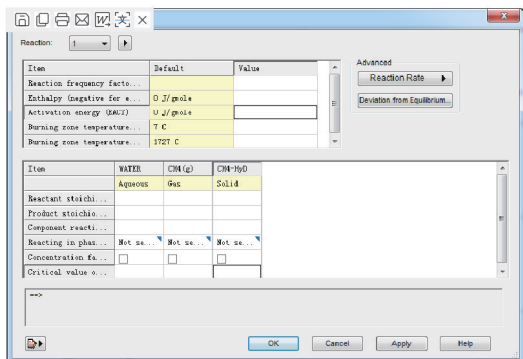 Reaction:
1
Item Default Value
Reaction frequency facto...
Enthalpy (negative for e... 0 J/gmole
Activation energy (EACT) 0 J/gmole
Burning zone temperature... 7 C
Burning zone temperature... 1727 C
Advanced
Reaction Rate
Deviation from Equilibrium...
Item WATER CH4(g) CH4-HyD
Aqueous Gas Solid
Reactant stoichi...
Product stoichio...
Component reacti...
Reacting in phas... Not se... Not se... Not se...
Concentration fa...
Critical value o...
==>
OK Cancel Apply Help